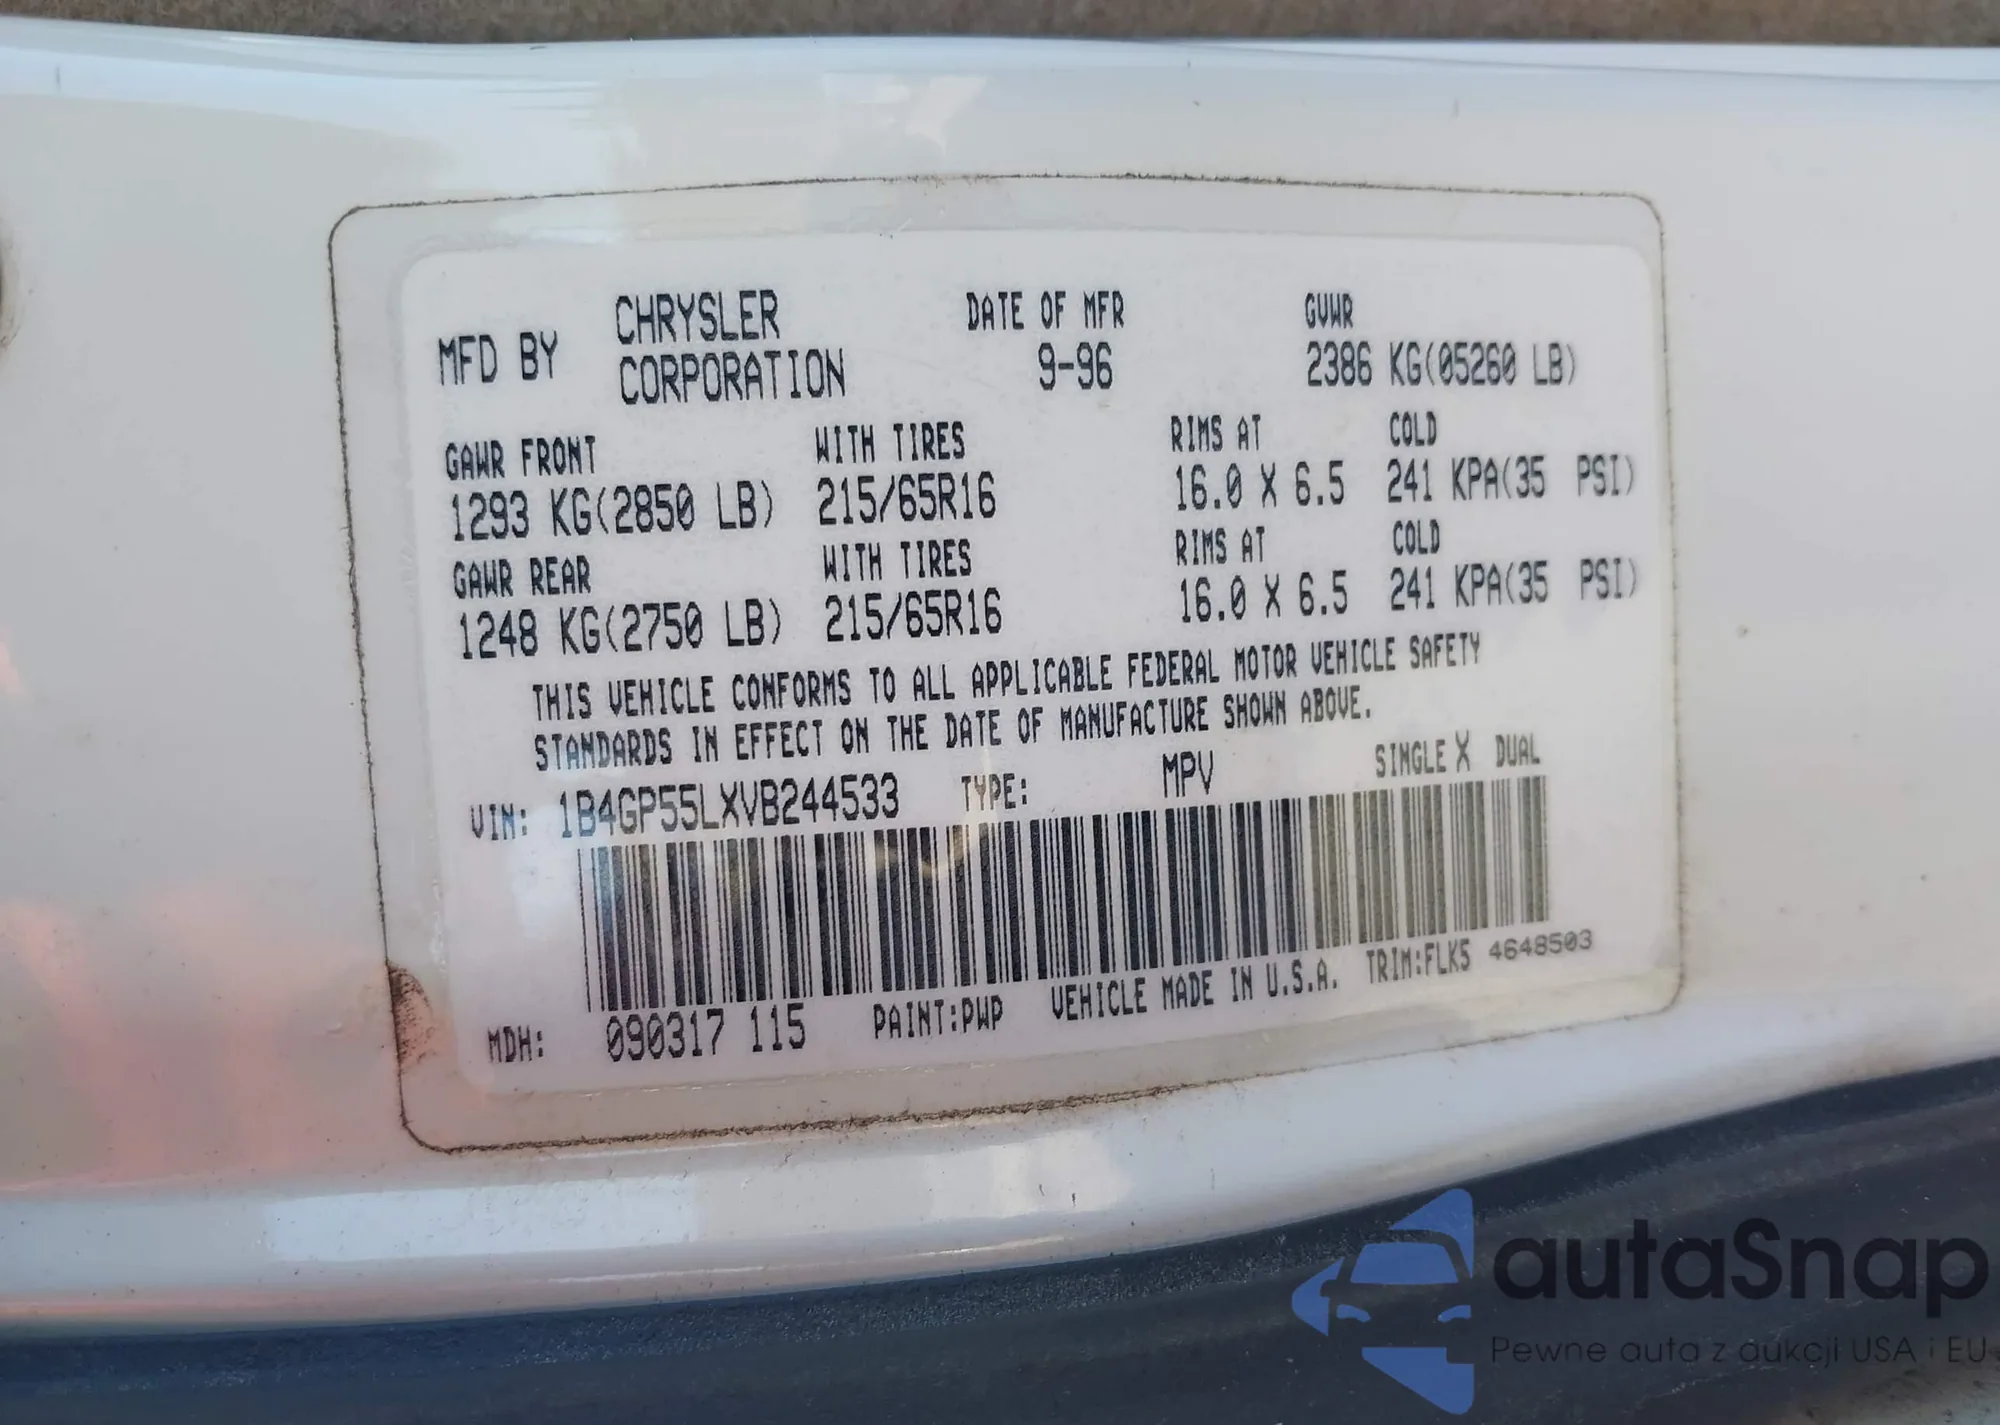 MFD BY CHRYSLER CORPORATION DATE OF MFR 9-96 GVWR 2386 KG(05260 LB)
GAWR FRONT WITH TIRES RIMS AT COLD
1293 KG(2850 LB) 215/65R16 16.0 X 6.5 241 KPA(35 PSI)
GAWR REAR WITH TIRES RIMS AT COLD
1248 KG(2750 LB) 215/65R16 16.0 X 6.5 241 KPA(35 PSI)
THIS VEHICLE CONFORMS TO ALL APPLICABLE FEDERAL MOTOR VEHICLE SAFETY
STANDARDS IN EFFECT ON THE DATE OF MANUFACTURE SHOWN ABOVE.
VIN: 1B4GP55LXVB244533 TYPE: MPV SINGLE X DUAL
MDH: 090317 115 PAINT:PWP VEHICLE MADE IN U.S.A. TRIM:FLK5 4648503
autaSnap
Pewne auta z aukcji USA i EU